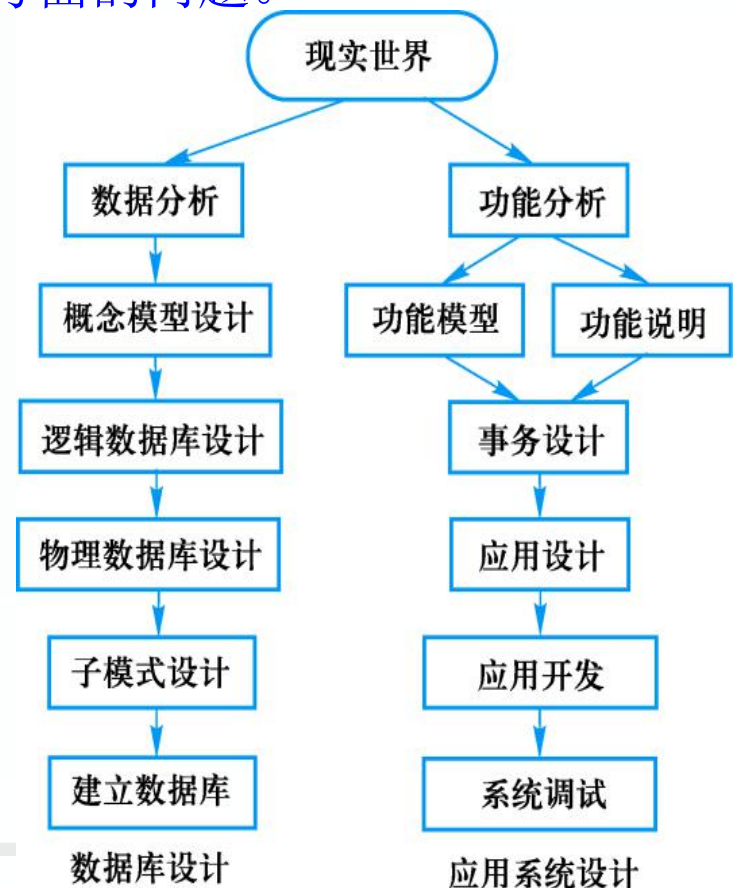 面的问题。
现实世界
数据分析
功能分析
概念模型设计
功能模型
功能说明
逻辑数据库设计
事务设计
物理数据库设计
应用设计
子模式设计
应用开发
建立数据库
系统调试
数据库设计
应用系统设计